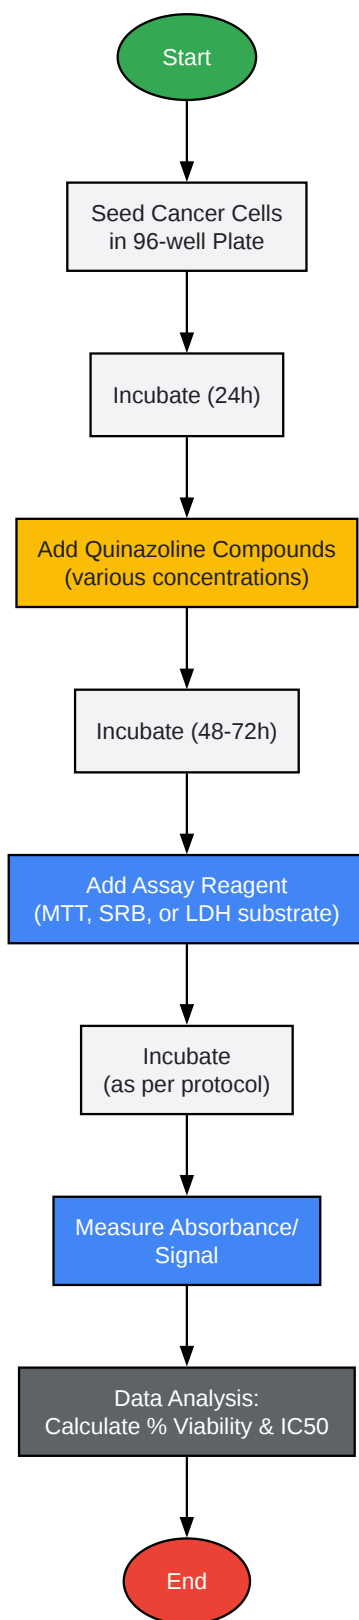 Start
Seed Cancer Cells
in 96-well Plate
Incubate (24h)
Add Quinazoline Compounds
(various concentrations)
Incubate (48-72h)
Add Assay Reagent
(MTT, SRB, or LDH substrate)
Incubate
(as per protocol)
Measure Absorbance/
Signal
Data Analysis:
Calculate % Viability & IC50
End